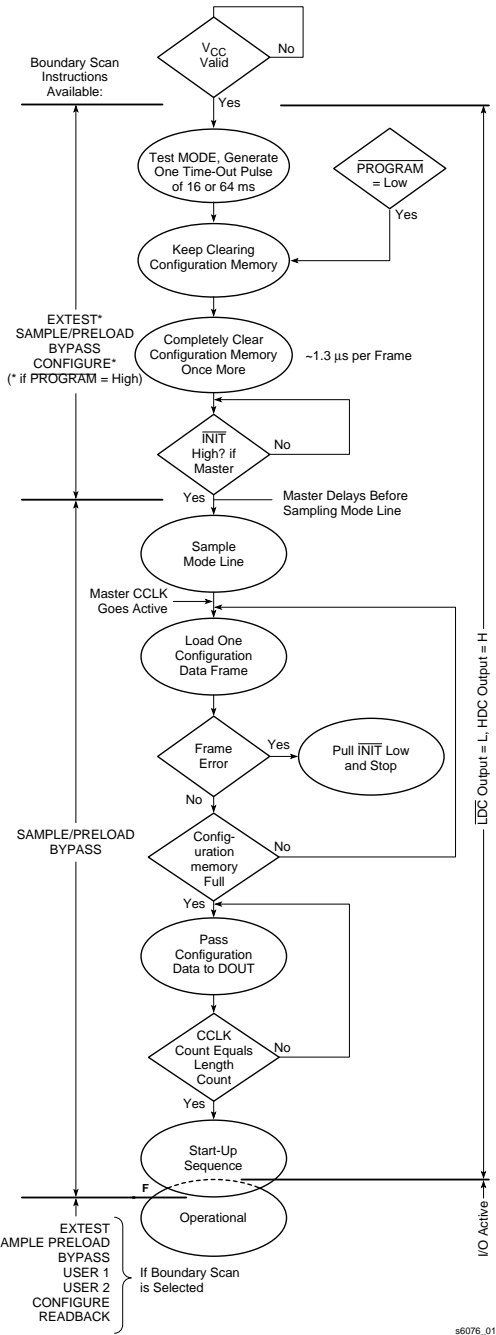 Boundary Scan
Instructions
Available:
VCC
Valid
No
Yes
Test MODE, Generate
One Time-Out Pulse
of 16 or 64 ms
PROGRAM
= Low
Yes
Keep Clearing
Configuration Memory
EXTEST*
SAMPLE/PRELOAD
BYPASS
CONFIGURE*
(* if PROGRAM = High)
Completely Clear
Configuration Memory
Once More
~1.3 µs per Frame
INIT
High? if
Master
No
Yes
Master Delays Before
Sampling Mode Line
Sample
Mode Line
Master CCLK
Goes Active
Load One
Configuration
Data Frame
LDC Output = L, HDC Output = H
Frame
Error
Yes
Pull INIT Low
and Stop
No
SAMPLE/PRELOAD
BYPASS
Config-
uration
memory
Full
No
Yes
Pass
Configuration
Data to DOUT
CCLK
Count Equals
Length
Count
No
Yes
Start-Up
Sequence
F
Operational
I/O Active
EXTEST
AMPLE PRELOAD
BYPASS
USER 1
USER 2
CONFIGURE
READBACK
If Boundary Scan
is Selected
s6076_01